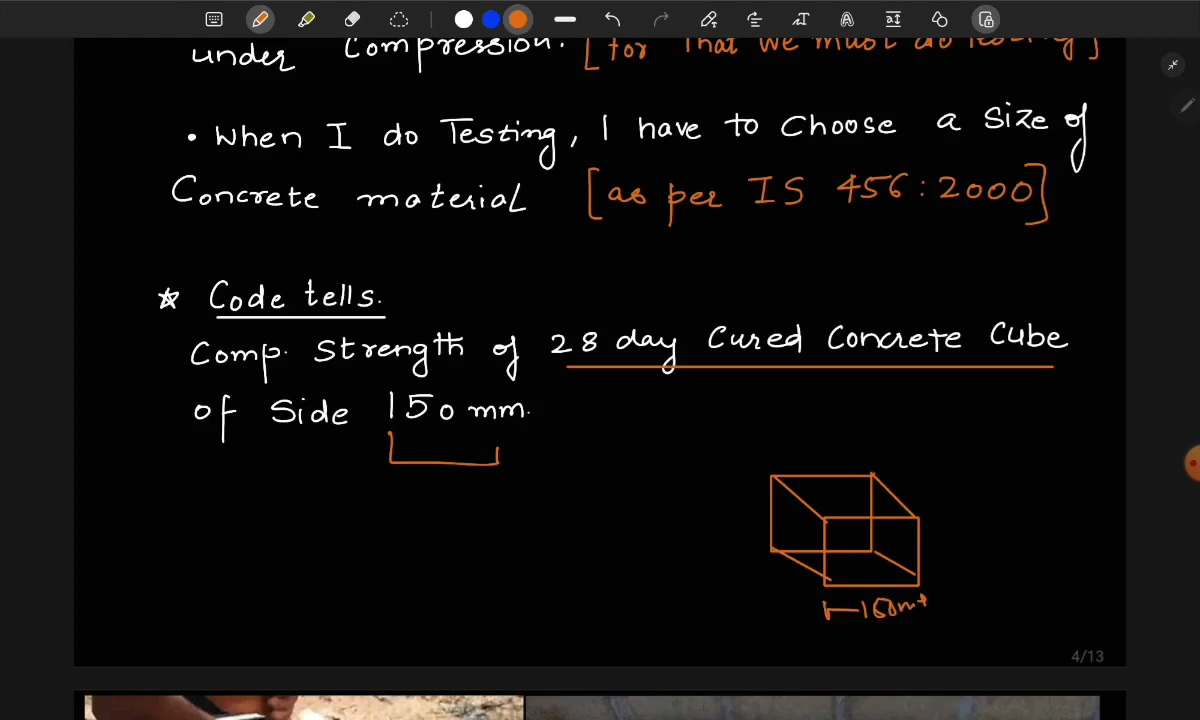 under Compression. [for That we must do Testing]
• When I do Testing, I have to Choose a Size of
Concrete material [as per IS 456:2000]
☆ Code tells.
Comp. Strength of 28 day Cured Concrete Cube
of Side 150 mm.
150m
4/13